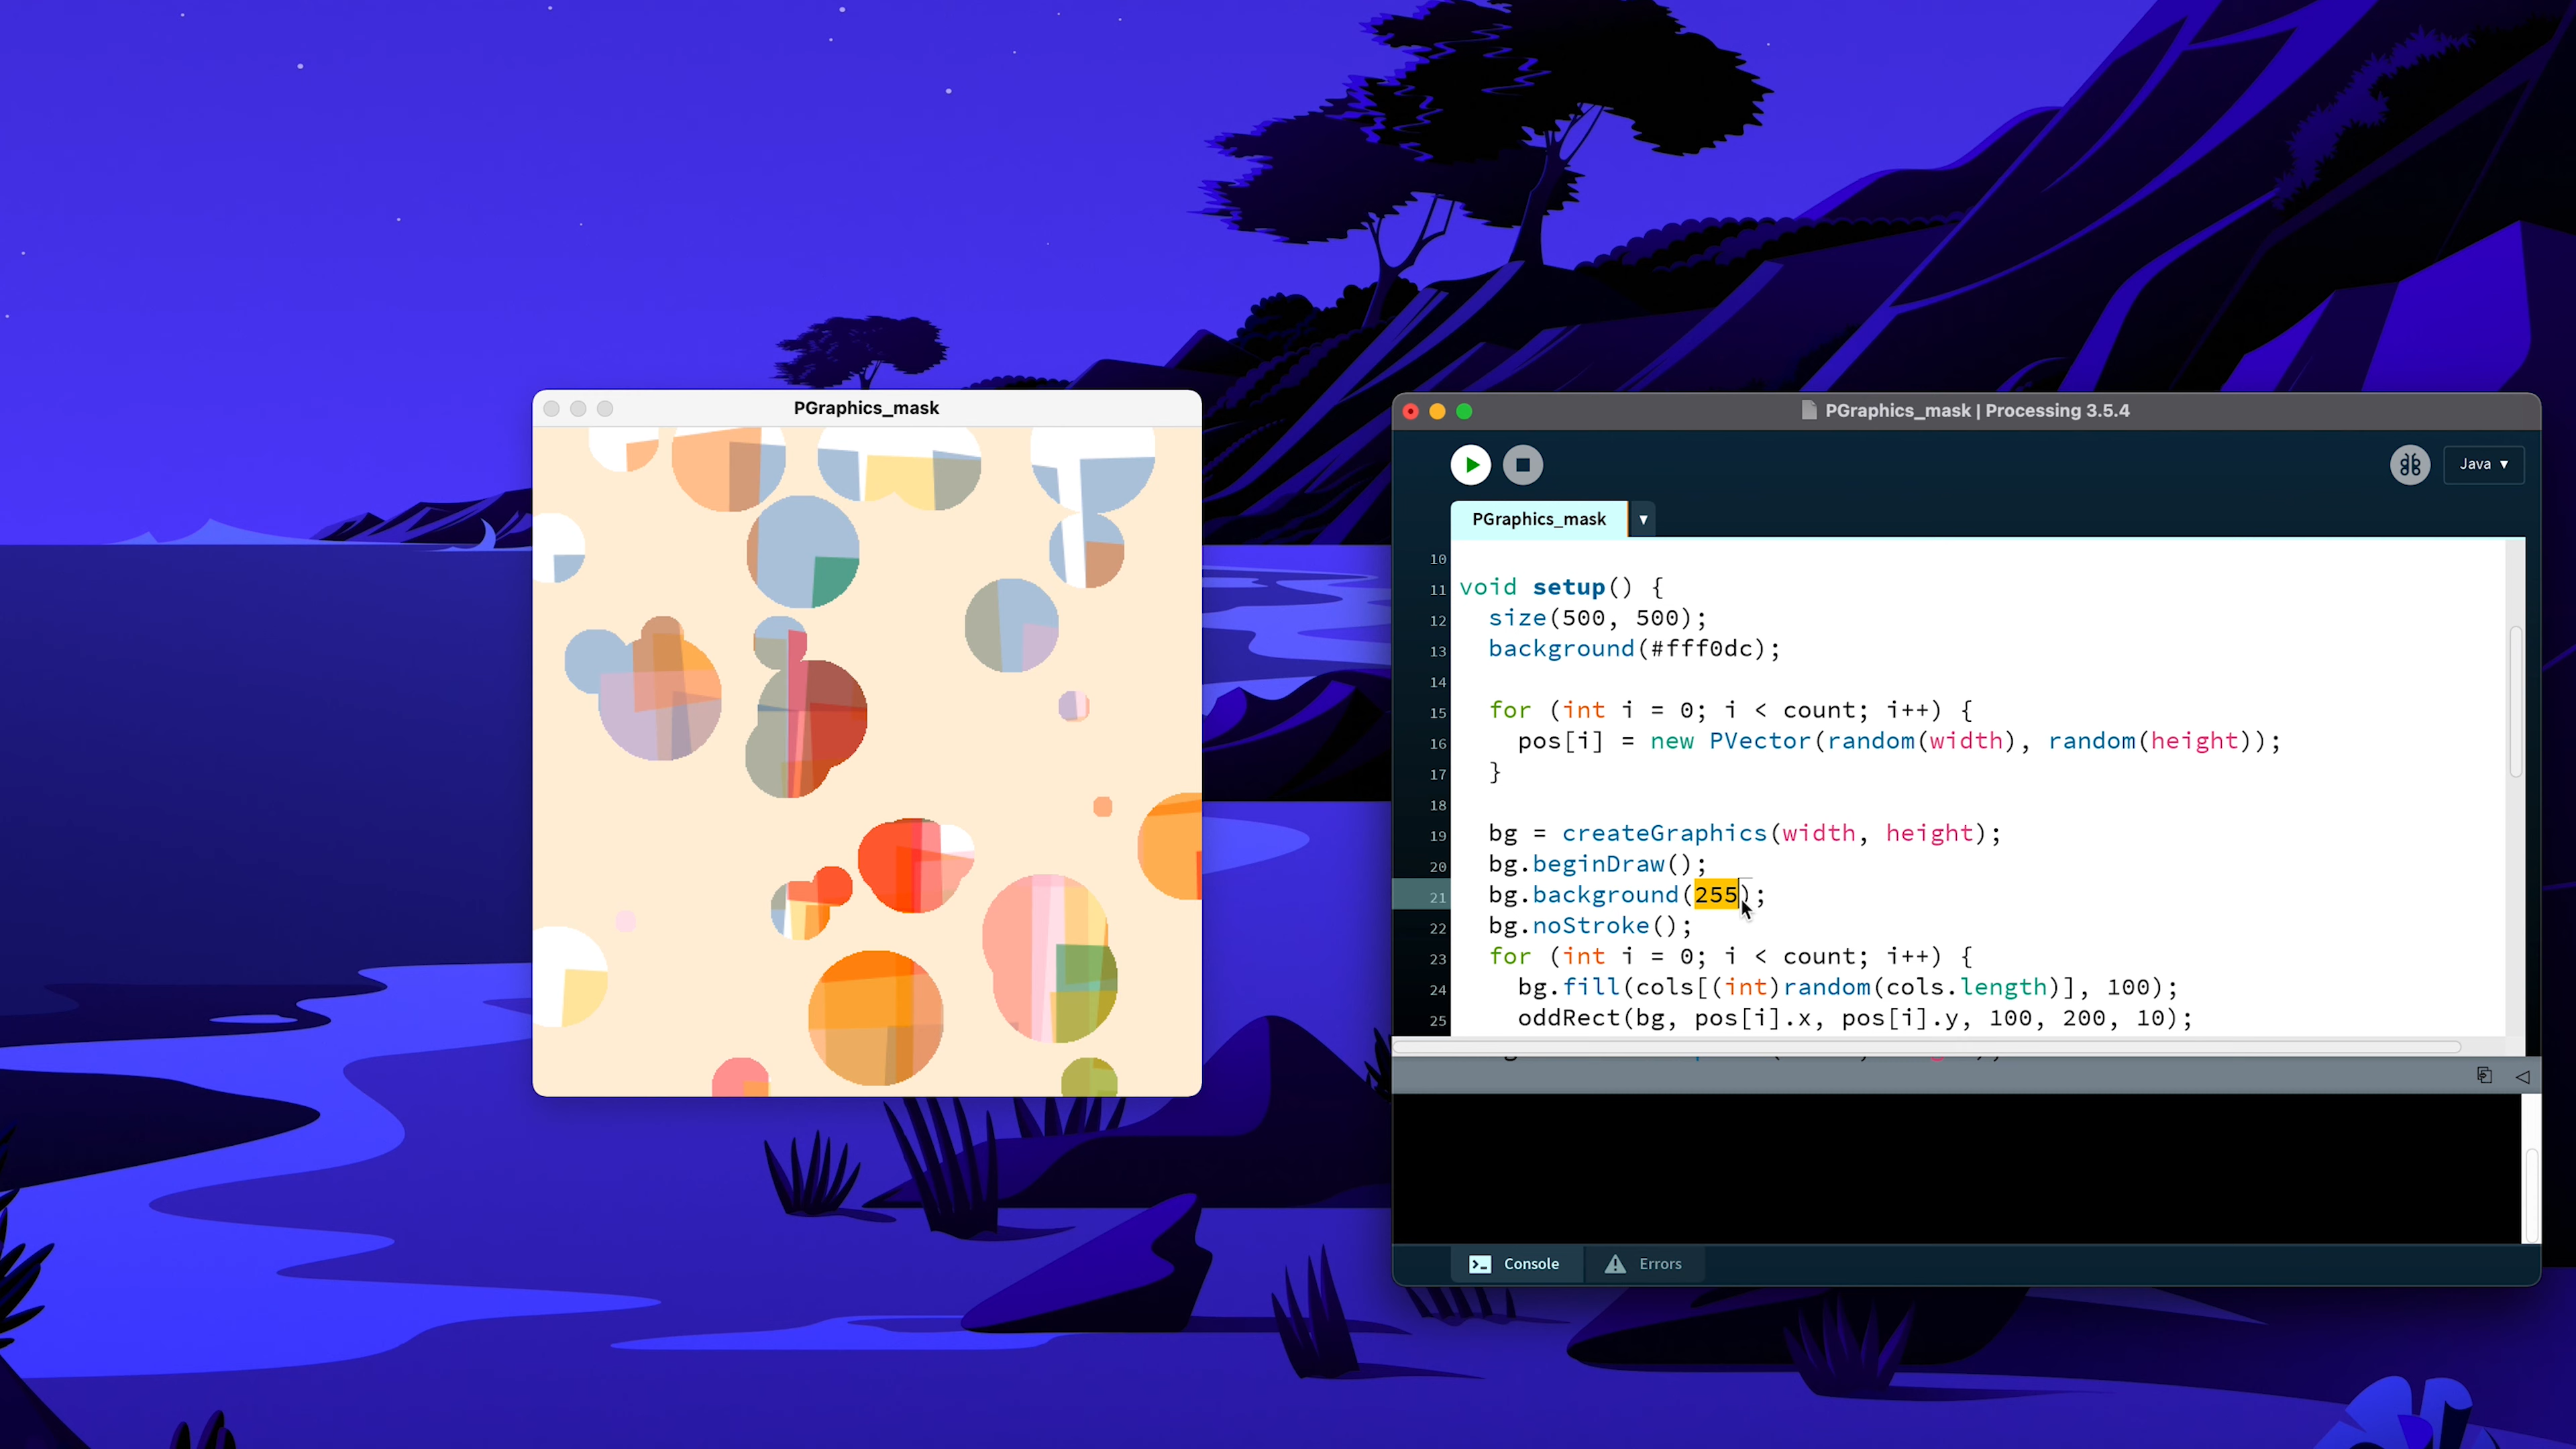 PGraphics_mask
PGraphics_mask | Processing 3.5.4
Java ▼
PGraphics_mask ▼
10
11 void setup() {
12 size(500, 500);
13 background(#fff0dc);
14
15 for (int i = 0; i < count; i++) {
16 pos[i] = new PVector(random(width), random(height));
17 }
18
19 bg = createGraphics(width, height);
20 bg.beginDraw();
21 bg.background(255);
22 bg.noStroke();
23 for (int i = 0; i < count; i++) {
24 bg.fill(cols[(int)random(cols.length)], 100);
25 oddRect(bg, pos[i].x, pos[i].y, 100, 200, 10);
Console Errors